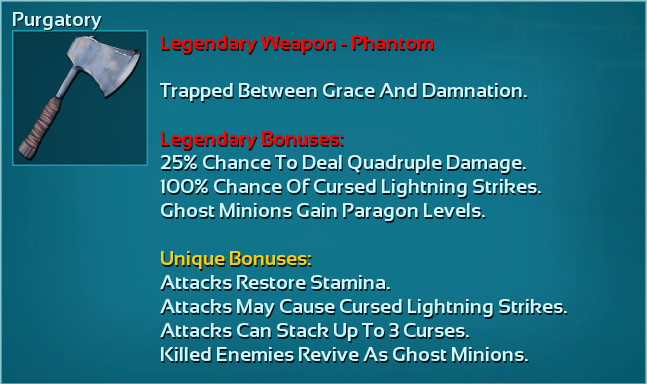 Purgatory
Legendary Weapon - Phantom
Trapped Between Grace And Damnation.
Legendary Bonuses:
25% Chance To Deal Quadruple Damage.
100% Chance Of Cursed Lightning Strikes.
Ghost Minions Gain Paragon Levels.
Unique Bonuses:
Attacks Restore Stamina.
Attacks May Cause Cursed Lightning Strikes.
Attacks Can Stack Up To 3 Curses.
Killed Enemies Revive As Ghost Minions.